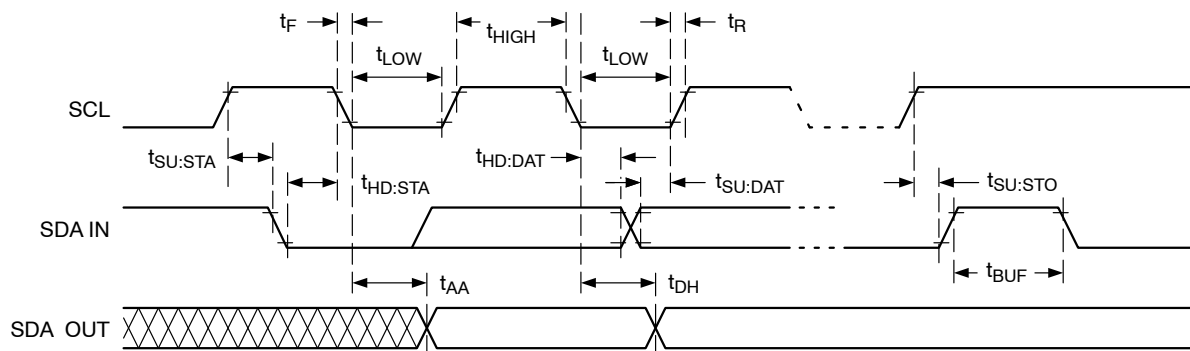 tF
tHIGH
tR
tLOW
tLOW
SCL
tSU:STA
tHD:DAT
tHD:STA
tSU:DAT
tSU:STO
SDA IN
tAA
tDH
tBUF
SDA OUT